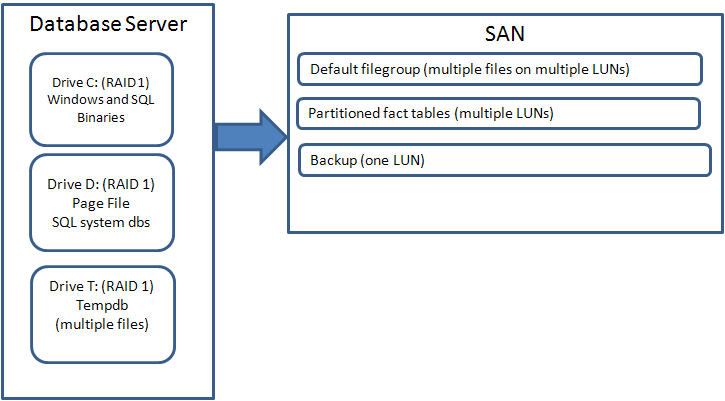 Database Server
Drive C: (RAID 1)
Windows and SQL
Binaries
Drive D: (RAID 1)
Page File
SQL system dbs
Drive T: (RAID 1)
Tempdb
(multiple files)
SAN
Default filegroup (multiple files on multiple LUNs)
Partitioned fact tables (multiple LUNs)
Backup (one LUN)